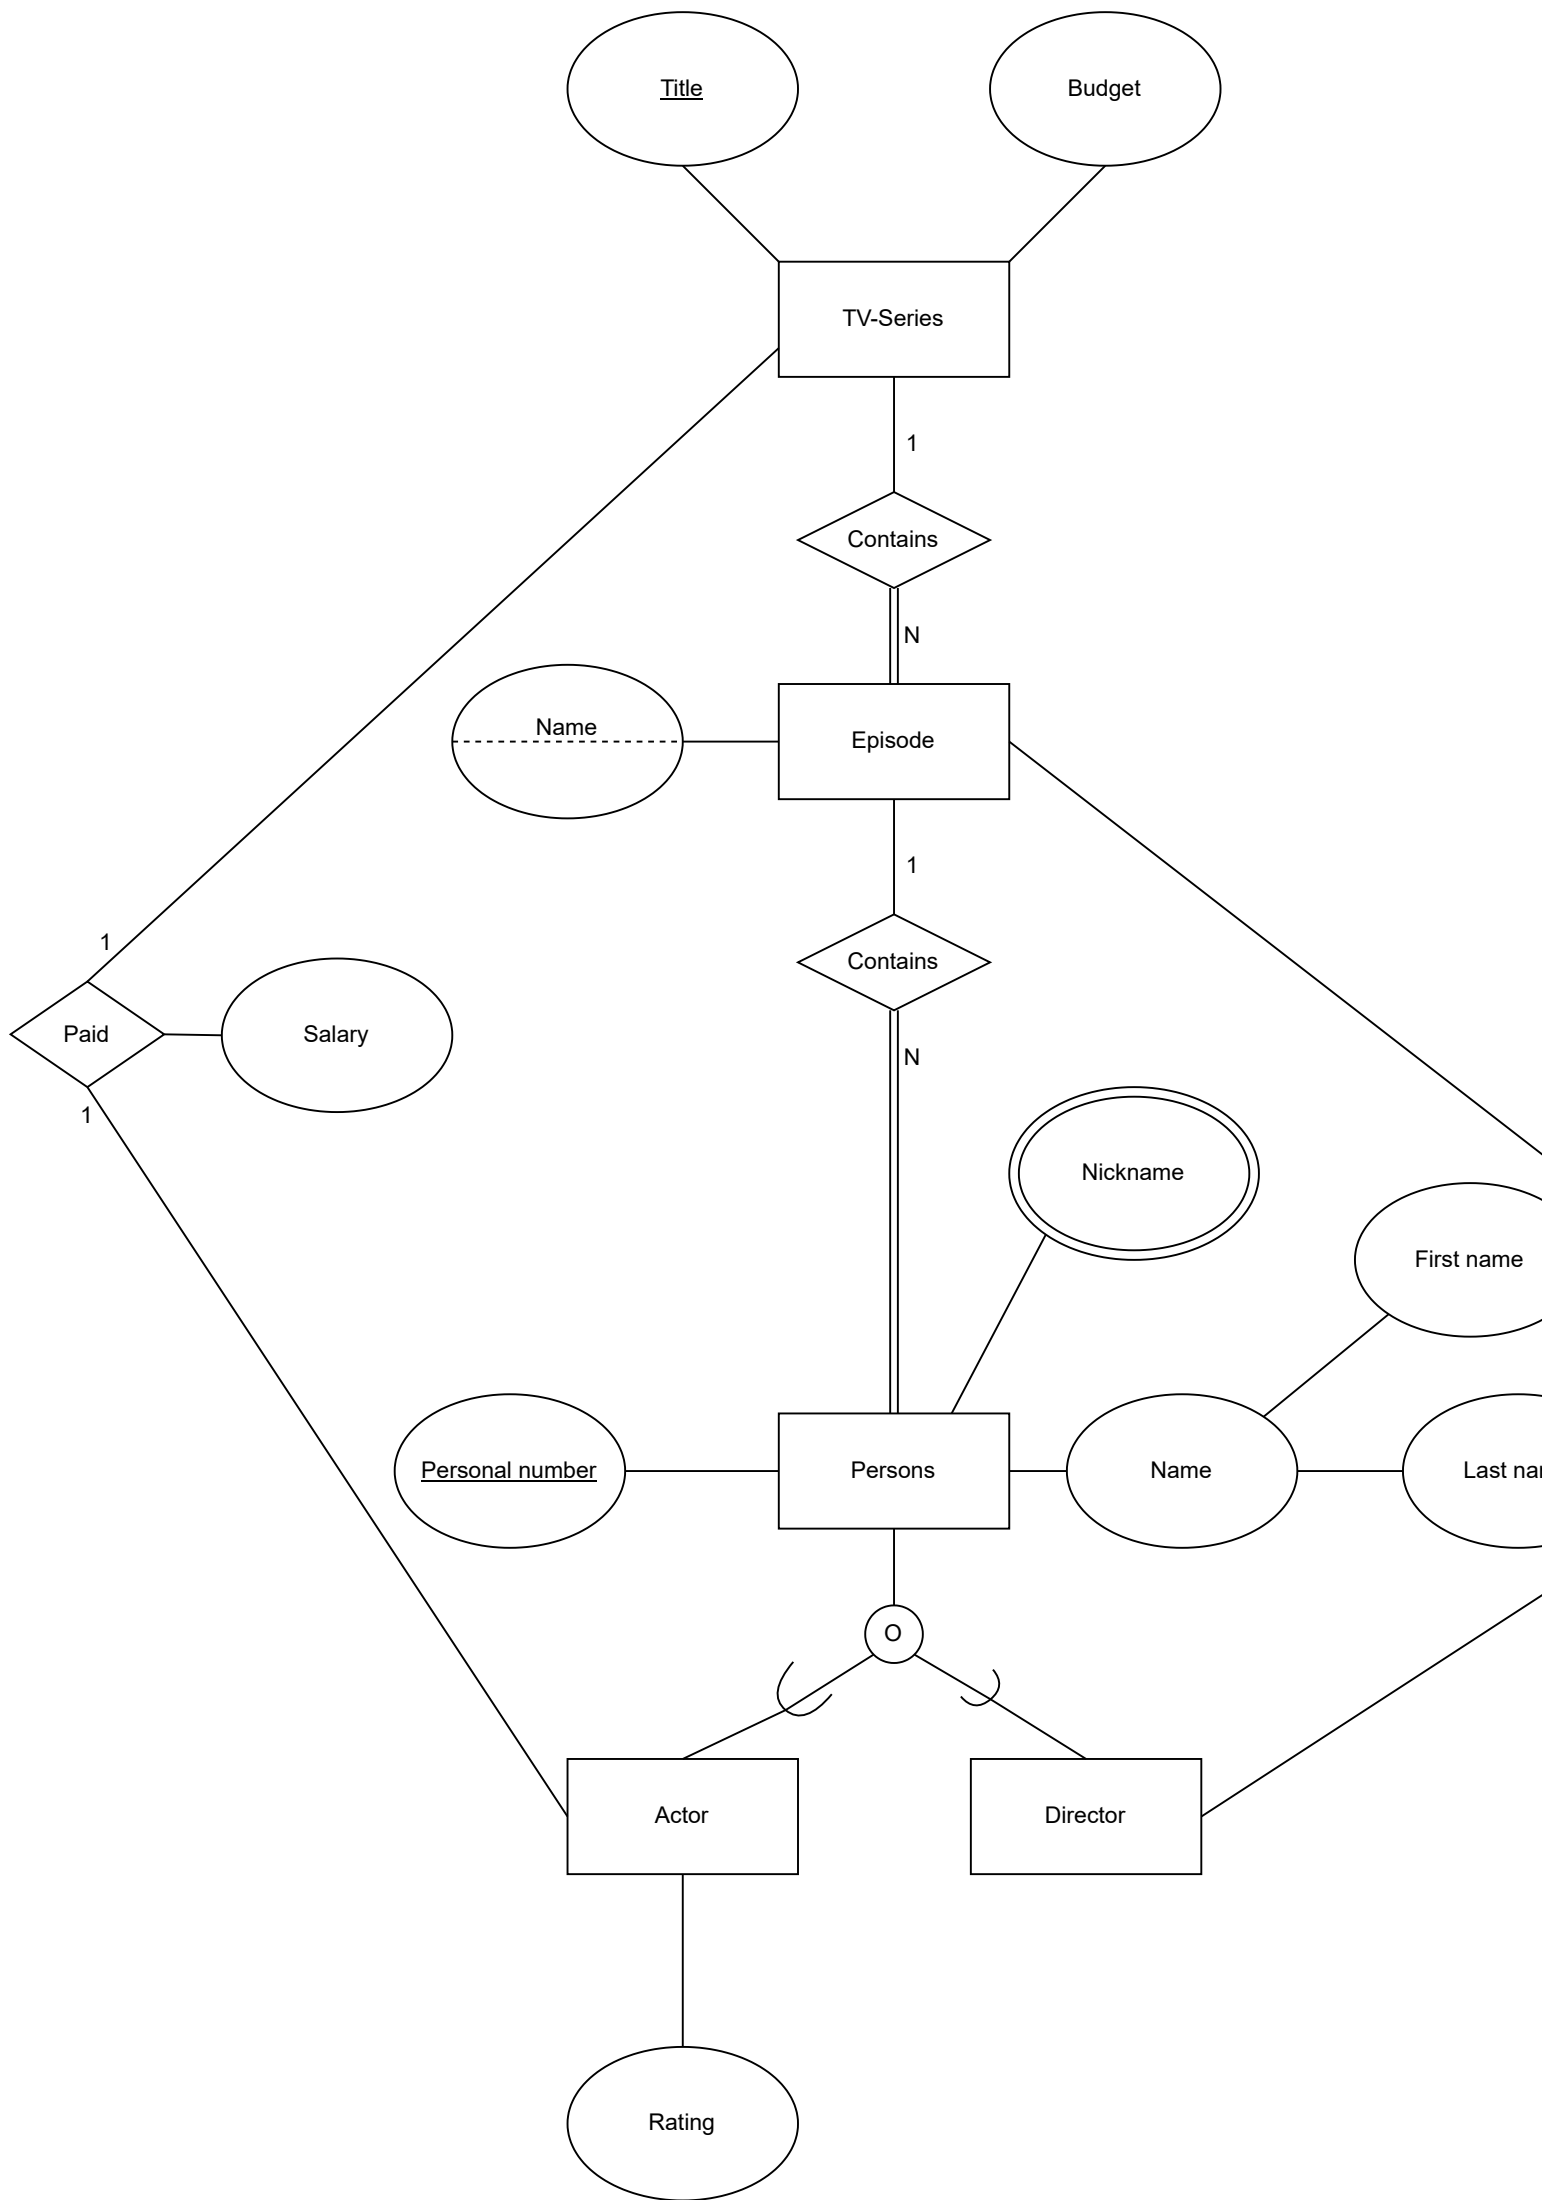 Title
Budget
TV-Series
1
Contains
N
Name
Episode
1
1
Contains
Paid
Salary
N
1
Nickname
First name
Personal number
Persons
Name
Last
O
Actor
Director
Rating